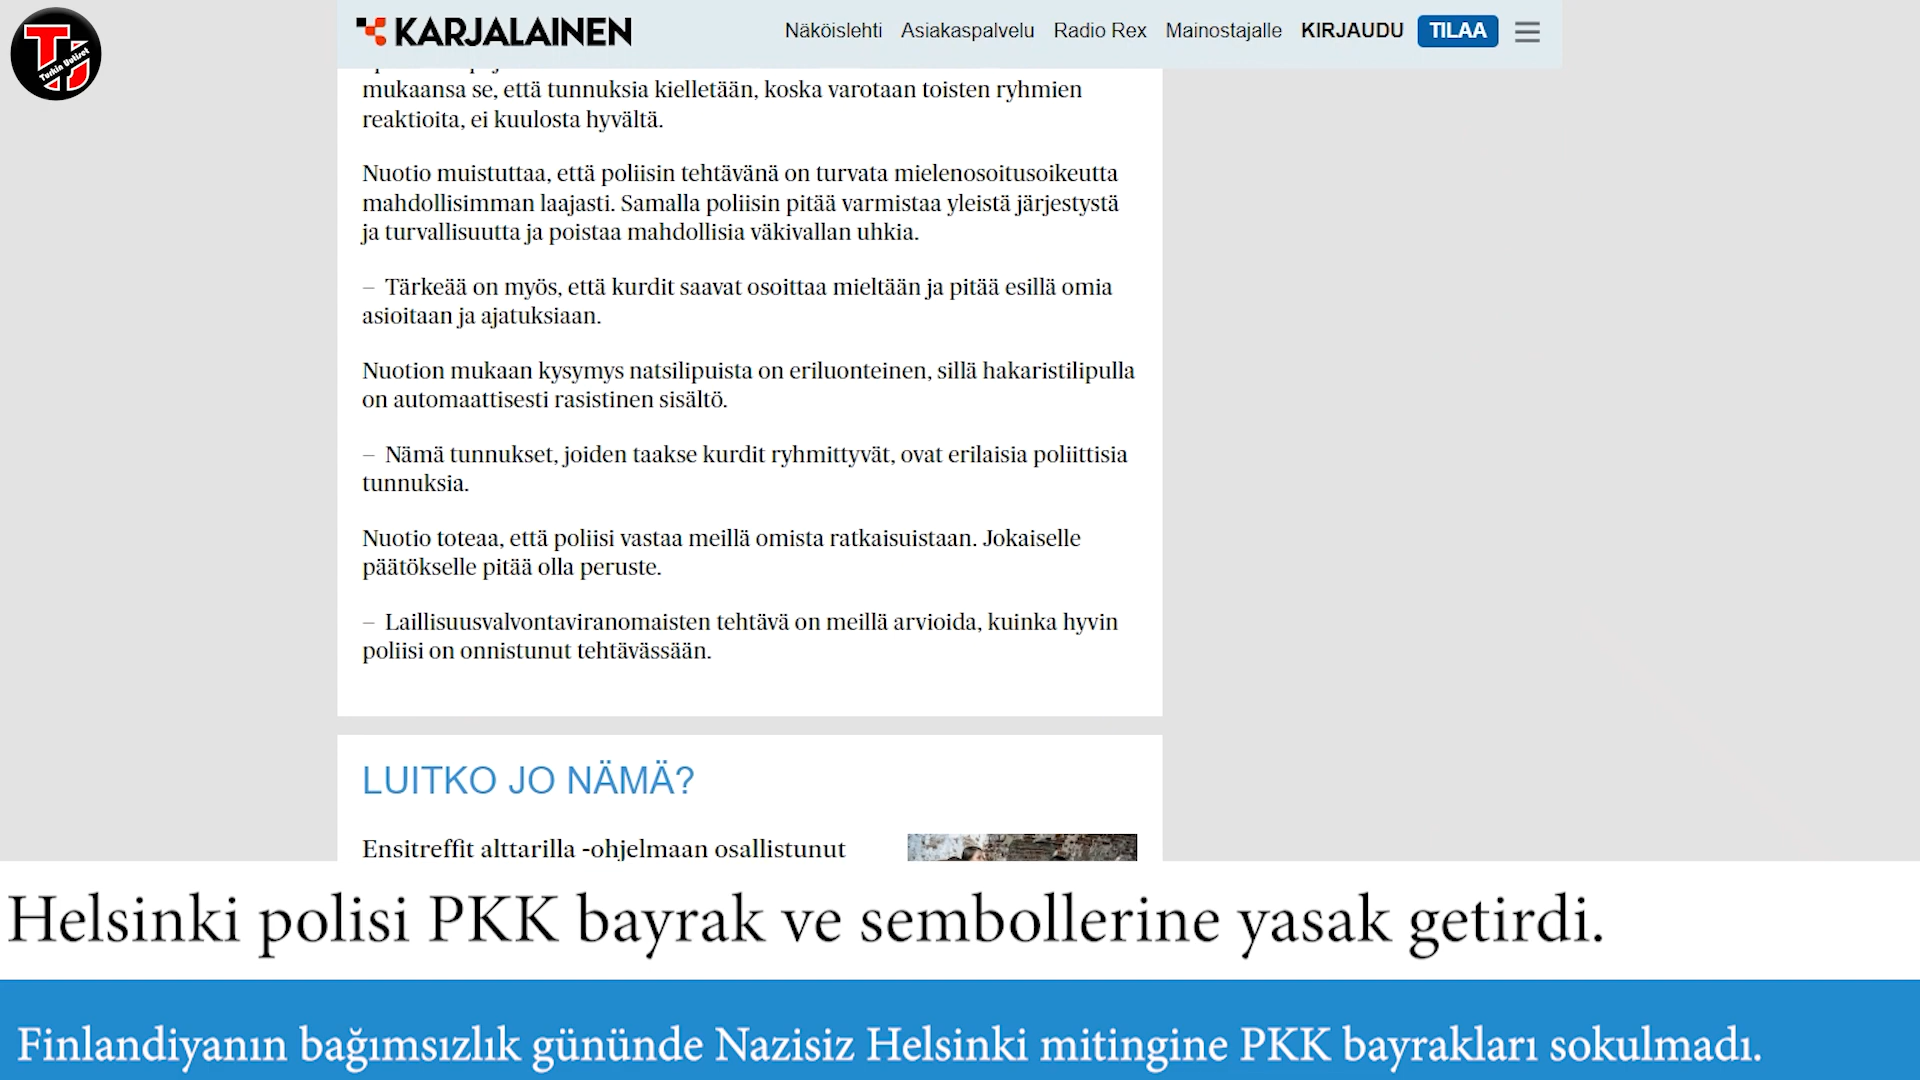 KARJALAINEN
Näköislehti Asiakaspalvelu Radio Rex Mainostajalle KIRJAUDU TILAA
Turkin Uutiset
mukaansa se, että tunnuksia kielletään, koska varotaan toisten ryhmien
reaktioita, ei kuulosta hyvältä.
Nuotio muistuttaa, että poliisin tehtävänä on turvata mielenosoitusoikeutta
mahdollisimman laajasti. Samalla poliisin pitää varmistaa yleistä järjestystä
ja turvallisuutta ja poistaa mahdollisia väkivallan uhkia.
– Tärkeää on myös, että kurdit saavat osoittaa mieltään ja pitää esillä omia
asioitaan ja ajatuksiaan.
Nuotion mukaan kysymys natsilipuista on eriluonteinen, sillä hakaristilipulla
on automaattisesti rasistinen sisältö.
– Nämä tunnukset, joiden taakse kurdit ryhmittyvät, ovat erilaisia poliittisia
tunnuksia.
Nuotio toteaa, että poliisi vastaa meillä omista ratkaisuistaan. Jokaiselle
päätökselle pitää olla peruste.
– Laillisuusvalvontaviranomaisten tehtävä on meillä arvioida, kuinka hyvin
poliisi on onnistunut tehtävässään.
LUITKO JO NÄMÄ?
Ensitreffit alttarilla -ohjelmaan osallistunut
Helsinki polisi PKK bayrak ve sembollerine yasak getirdi.
Finlandiyanın bağımsızlık gününde Nazisiz Helsinki mitingine PKK bayrakları sokulmadı.